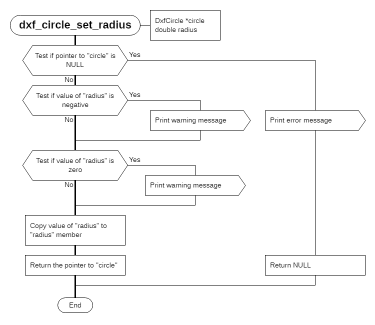 dxf_circle_set_radius
DxfCircle *circle
double radius
Test if pointer to "circle" is
NULL
Yes
No
Test if value of "radius" is
negative
Yes
No
Print warning message
Print error message
Test if value of "radius" is
zero
Yes
No
Print warning message
Copy value of "radius" to
"radius" member
Return the pointer to "circle"
Return NULL
End